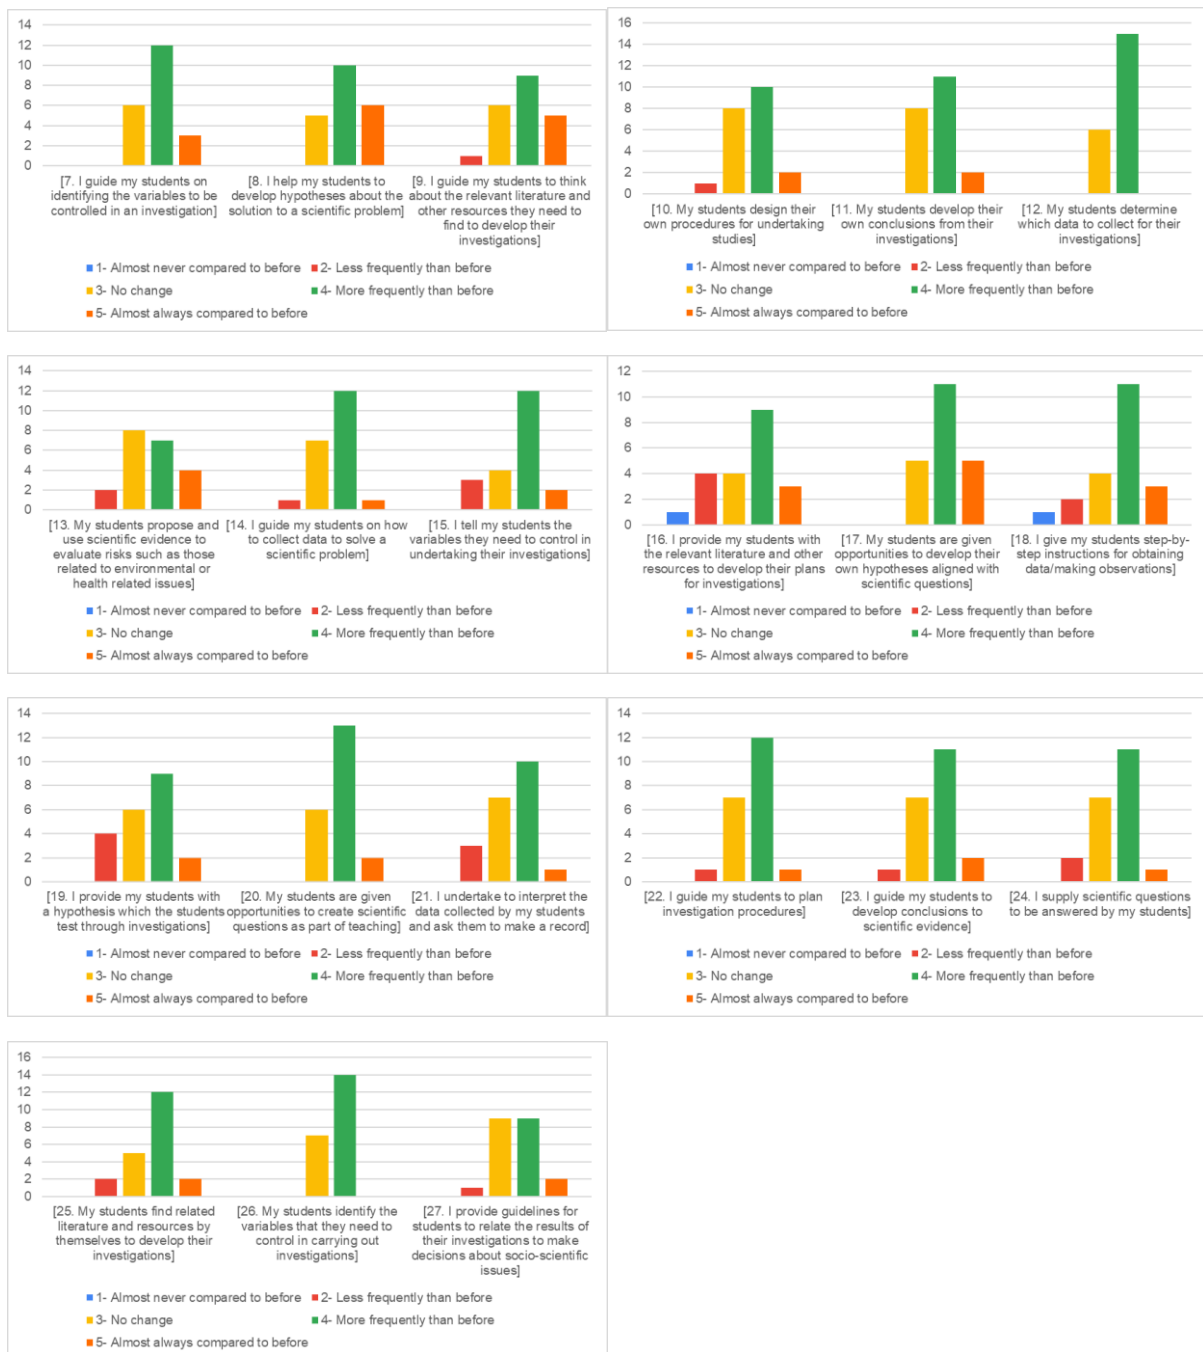 14
12
10
8
6
4
2
0
[7. I guide my students on
identifying the variables to be
controlled in an investigation]
[8. I help my students to
develop hypotheses about the
solution to a scientific problem]
[9. I guide my students to think
about the relevant literature and
other resources they need to
find to develop their
investigations]
1- Almost never compared to before
2- Less frequently than before
3- No change
4- More frequently than before
5- Almost always compared to before
16
14
12
10
8
6
4
2
0
[10. My students design their
own procedures for undertaking
studies]
[11. My students develop their
own conclusions from their
investigations]
[12. My students determine
which data to collect for their
investigations]
1- Almost never compared to before
2- Less frequently than before
3- No change
4- More frequently than before
5- Almost always compared to before
14
12
10
8
6
4
2
0
[13. My students propose and
use scientific evidence to
evaluate risks such as those
related to environmental or
health related issues]
[14. I guide my students on how
to collect data to solve a
scientific problem]
[15. I tell my students the
variables they need to control in
undertaking their investigations]
1- Almost never compared to before
2- Less frequently than before
3- No change
4- More frequently than before
5- Almost always compared to before
12
10
8
6
4
2
0
[16. I provide my students with
the relevant literature and other
resources to develop their plans
for investigations]
[17. My students are given
opportunities to develop their
own hypotheses aligned with
scientific questions]
[18. I give my students step-by-
step instructions for obtaining
data/making observations]
1- Almost never compared to before
2- Less frequently than before
3- No change
4- More frequently than before
5- Almost always compared to before
14
12
10
8
6
4
2
0
[19. I provide my students with
a hypothesis which the students
test through investigations]
[20. My students are given
opportunities to create scientific
questions as part of teaching]
[21. I undertake to interpret the
data collected by my students
and ask them to make a record]
1- Almost never compared to before
2- Less frequently than before
3- No change
4- More frequently than before
5- Almost always compared to before
14
12
10
8
6
4
2
0
[22. I guide my students to plan
investigation procedures]
[23. I guide my students to
develop conclusions to
scientific evidence]
[24. I supply scientific questions
to be answered by my students]
1- Almost never compared to before
2- Less frequently than before
3- No change
4- More frequently than before
5- Almost always compared to before
16
14
12
10
8
6
4
2
0
[25. My students find related
literature and resources by
themselves to develop their
investigations]
[26. My students identify the
variables that they need to
control in carrying out
investigations]
[27. I provide guidelines for
students to relate the results of
their investigations to make
decisions about socio-scientific
issues]
1- Almost never compared to before
2- Less frequently than before
3- No change
4- More frequently than before
5- Almost always compared to before